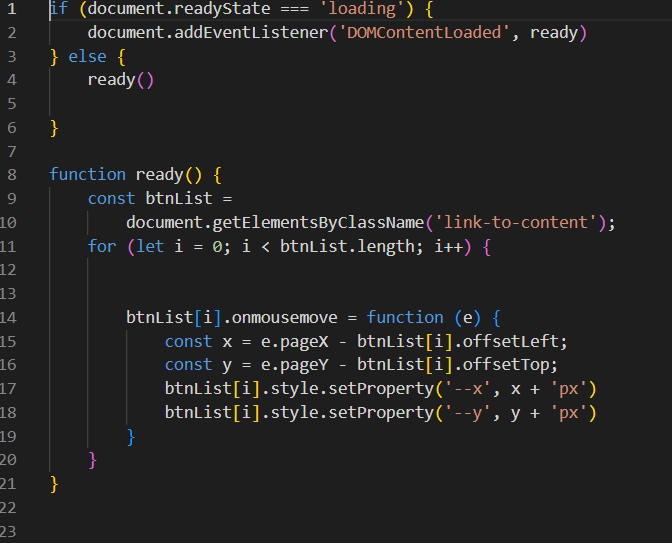 1 if (document.readyState === 'loading') {
2     document.addEventListener('DOMContentLoaded', ready)
3 } else {
4     ready()
5
6 }
7
8 function ready() {
9     const btnList =
10         document.getElementsByClassName('link-to-content');
11     for (let i = 0; i < btnList.length; i++) {
12
13
14         btnList[i].onmousemove = function (e) {
15             const x = e.pageX - btnList[i].offsetLeft;
16             const y = e.pageY - btnList[i].offsetTop;
17             btnList[i].style.setProperty('--x', x + 'px')
18             btnList[i].style.setProperty('--y', y + 'px')
19         }
20     }
21 }
22
23